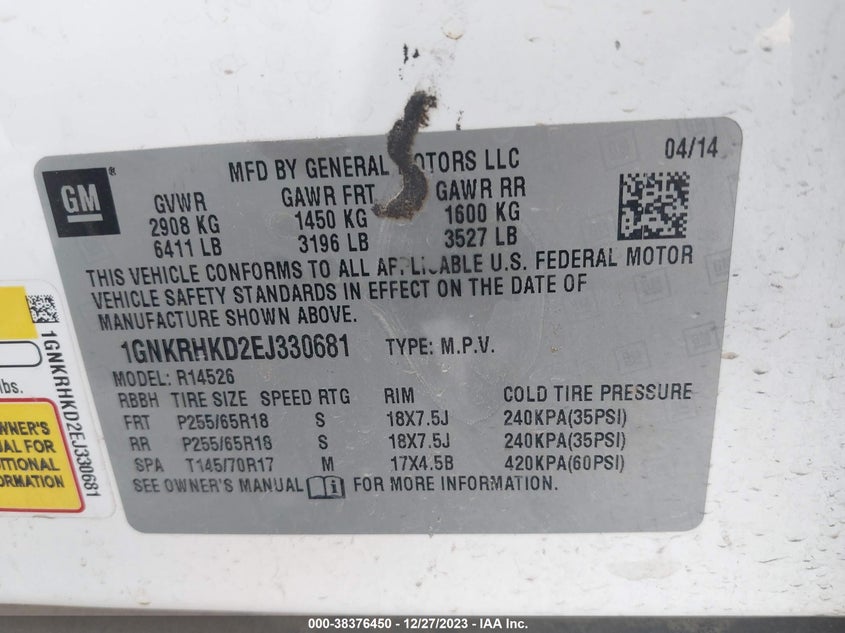 MFD BY GENERAL MOTORS LLC
04/14
GM®
GVWR GAWR FRT GAWR RR
2908 KG 1450 KG 1600 KG
6411 LB 3196 LB 3527 LB
THIS VEHICLE CONFORMS TO ALL APPLICABLE U.S. FEDERAL MOTOR
VEHICLE SAFETY STANDARDS IN EFFECT ON THE DATE OF
MANUFACTURE SHOWN ABOVE.
1GNKRHKD2EJ330681 TYPE: M.P.V.
MODEL: R14526
RBBH TIRE SIZE SPEED RTG RIM COLD TIRE PRESSURE
FRT P255/65R18 S 18X7.5J 240KPA(35PSI)
RR P255/65R18 S 18X7.5J 240KPA(35PSI)
SPA T145/70R17 M 17X4.5B 420KPA(60PSI)
SEE OWNER'S MANUAL i FOR MORE INFORMATION.
1GNKRHKD2EJ330681
lbs.
WNER'S
UAL FOR
ITIONAL
ORMATION
000-38376450 - 12/27/2023 - IAA Inc.